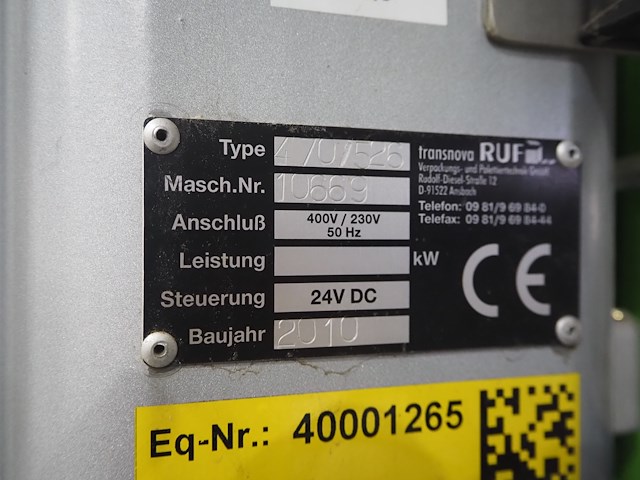 Type 4707526
transnova RUF
Verpackungs- und Palettiertechnik GmbH
Rudolf-Diesel-Straße 12
D-91522 Ansbach
Masch.Nr. 10669
Telefon: 09 81/9 69 84-0
Telefax: 09 81/9 69 84-44
Anschluß 400V / 230V
50 Hz
Leistung kW
CE
Steuerung 24V DC
Baujahr 2010
Eq-Nr.: 40001265